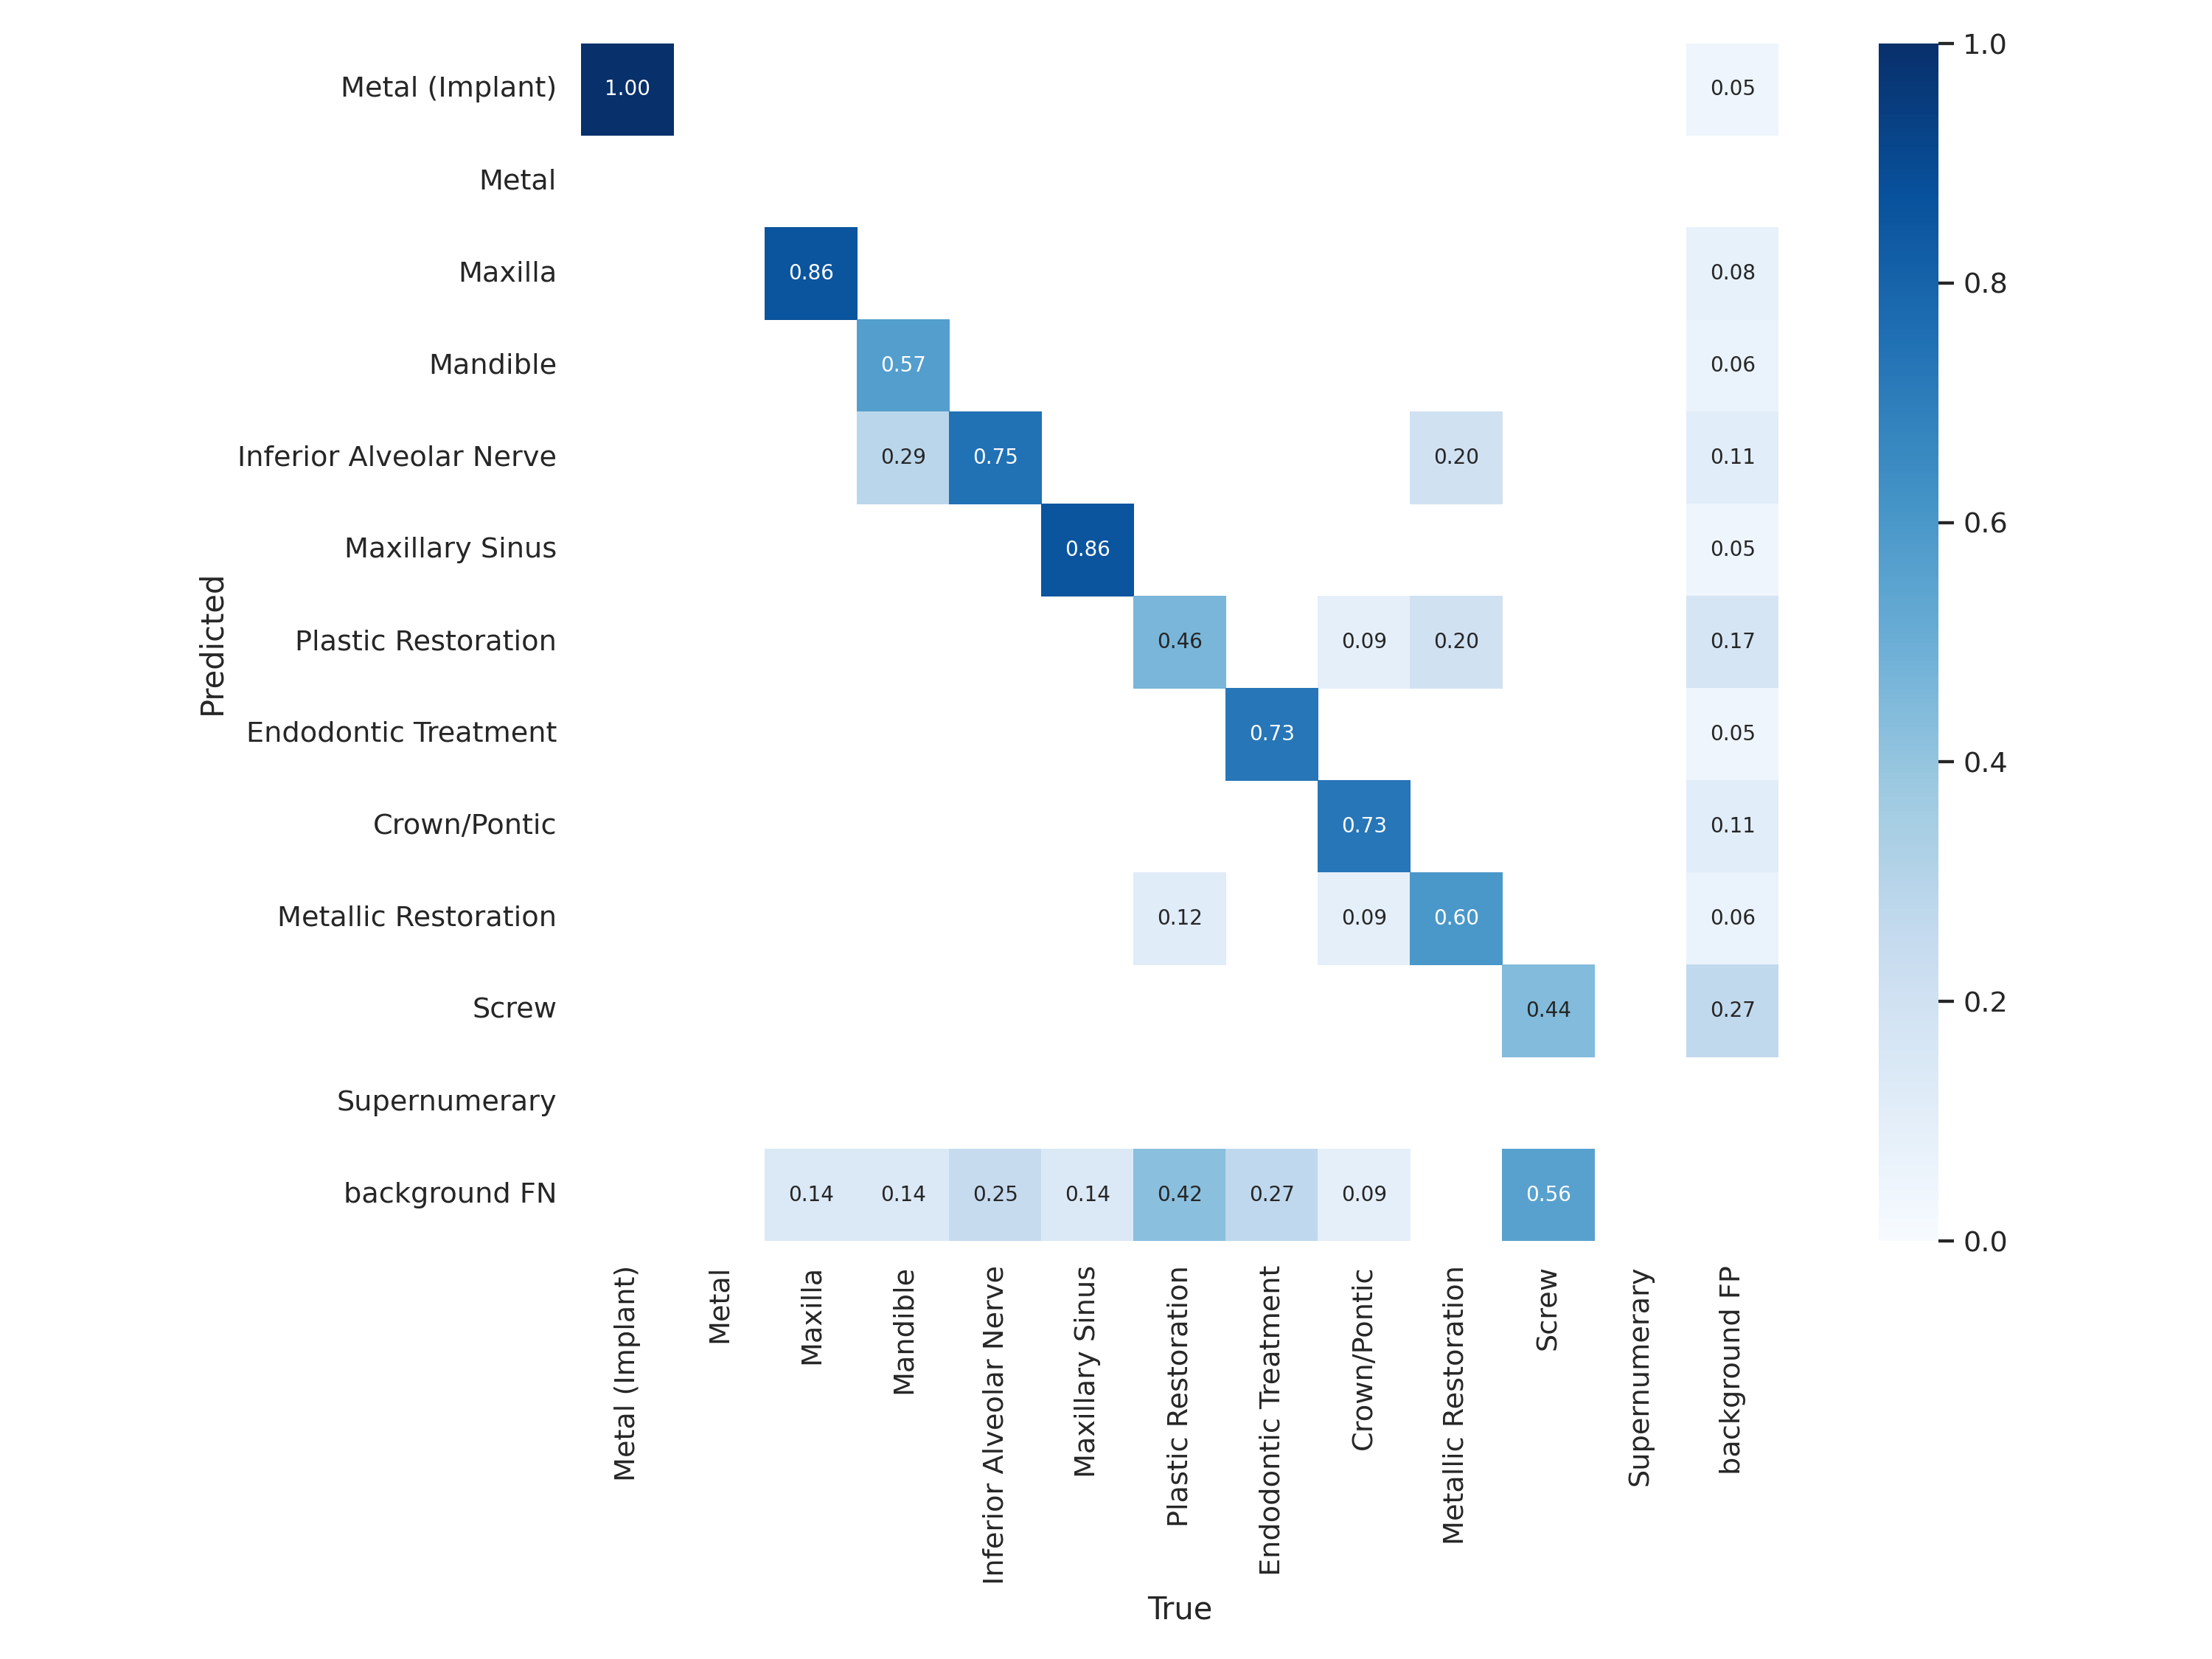 Metal (Implant) 1.00 0.05 1.0
Metal
Maxilla 0.86 0.08 0.8
Mandible 0.57 0.06
Inferior Alveolar Nerve 0.29 0.75 0.20 0.11 0.6
Maxillary Sinus 0.86 0.05
Predicted
Plastic Restoration 0.46 0.09 0.20 0.17
Endodontic Treatment 0.73 0.05 0.4
Crown/Pontic 0.73 0.11
Metallic Restoration 0.12 0.09 0.60 0.06
Screw 0.44 0.27 0.2
Supernumerary
background FN 0.14 0.14 0.25 0.14 0.42 0.27 0.09 0.56 0.0
Metal (Implant)
Metal
Maxilla
Mandible
Inferior Alveolar Nerve
Maxillary Sinus
Plastic Restoration
Endodontic Treatment
Crown/Pontic
Metallic Restoration
Screw
Supernumerary
background FP
True